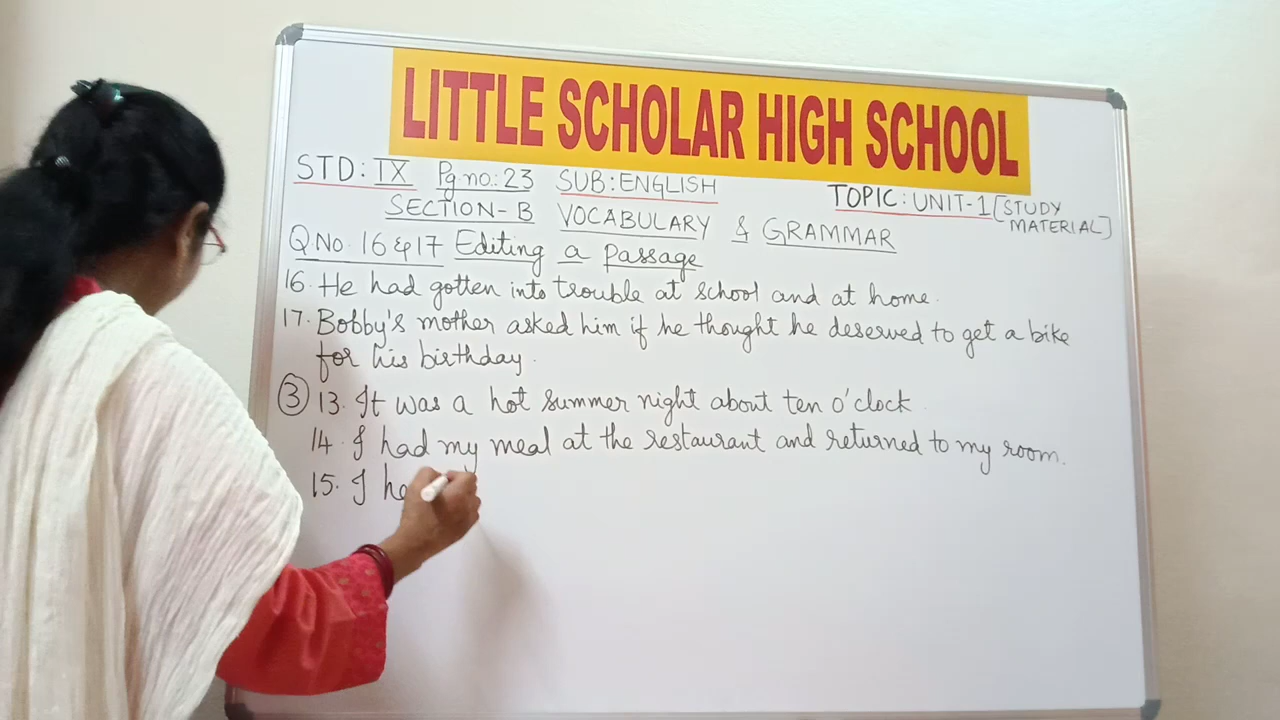 LITTLE SCHOLAR HIGH SCHOOL
STD: IX Pg no.: 23 SUB: ENGLISH TOPIC: UNIT-1 [STUDY MATERIAL]
SECTION-B VOCABULARY & GRAMMAR
Q No. 16 & 17 Editing a passage
16. He had gotten into trouble at school and at home.
17. Bobby's mother asked him if he thought he deserved to get a bike
for his birthday.
③ 13. It was a hot summer night about ten o'clock
14. I had my meal at the restaurant and returned to my room.
15. I